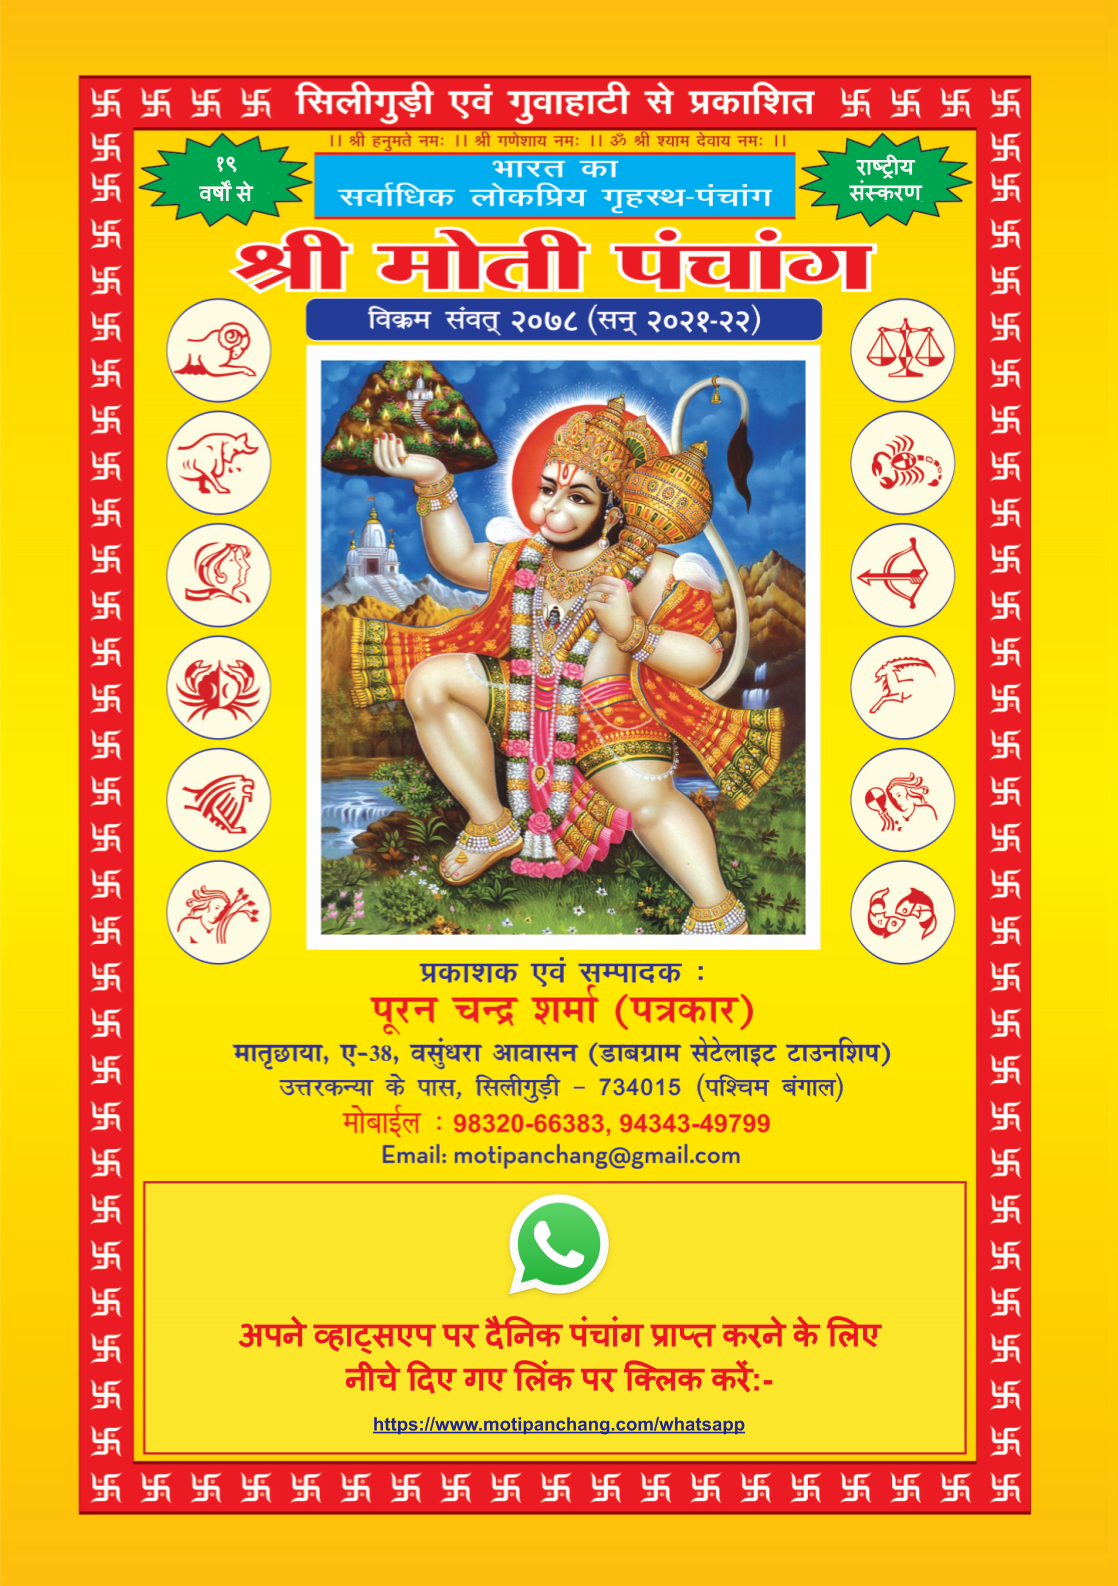 सिलीगुड़ी एवं गुवाहाटी से प्रकाशित
।। श्री हनुमते नमः ।। श्री गणेशाय नमः ।। ॐ श्री श्याम देवाय नमः ।।
१९
वर्षों से
भारत का
सर्वाधिक लोकप्रिय गृहस्थ-पंचांग
राष्ट्रीय
संस्करण
श्री मोती पंचांग
विक्रम संवत् २०७८ (सन् २०२१-२२)
प्रकाशक एवं सम्पादक :
पूरन चन्द्र शर्मा (पत्रकार)
मातृछाया, ए-38, वसुंधरा आवासन (डाबग्राम सेटेलाइट टाउनशिप)
उत्तरकन्या के पास, सिलीगुड़ी - 734015 (पश्चिम बंगाल)
मोबाईल : 98320-66383, 94343-49799
Email: motipanchang@gmail.com
अपने व्हाट्सएप पर दैनिक पंचांग प्राप्त करने के लिए
नीचे दिए गए लिंक पर क्लिक करें:-
https://www.motipanchang.com/whatsapp